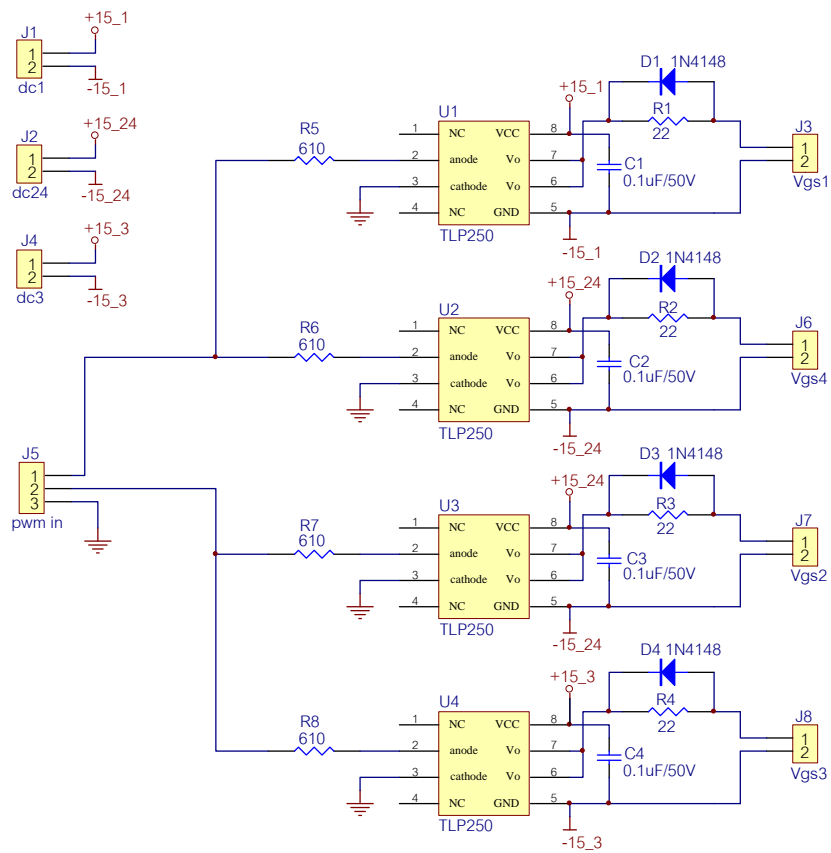 J1
1
2
dc1
+15_1
-15_1
J2
1
2
dc24
+15_24
-15_24
J4
1
2
dc3
+15_3
-15_3
J5
1
2
3
pwm in
R5
610
U1
1 NC VCC 8
2 anode Vo 7
3 cathode Vo 6
4 NC GND 5
TLP250
+15_1
-15_1
C1
0.1uF/50V
D1 1N4148
R1
22
J3
1
2
Vgs1
R6
610
U2
1 NC VCC 8
2 anode Vo 7
3 cathode Vo 6
4 NC GND 5
TLP250
+15_24
-15_24
C2
0.1uF/50V
D2 1N4148
R2
22
J6
1
2
Vgs4
R7
610
U3
1 NC VCC 8
2 anode Vo 7
3 cathode Vo 6
4 NC GND 5
TLP250
+15_24
-15_24
C3
0.1uF/50V
D3 1N4148
R3
22
J7
1
2
Vgs2
R8
610
U4
1 NC VCC 8
2 anode Vo 7
3 cathode Vo 6
4 NC GND 5
TLP250
+15_3
-15_3
C4
0.1uF/50V
D4 1N4148
R4
22
J8
1
2
Vgs3